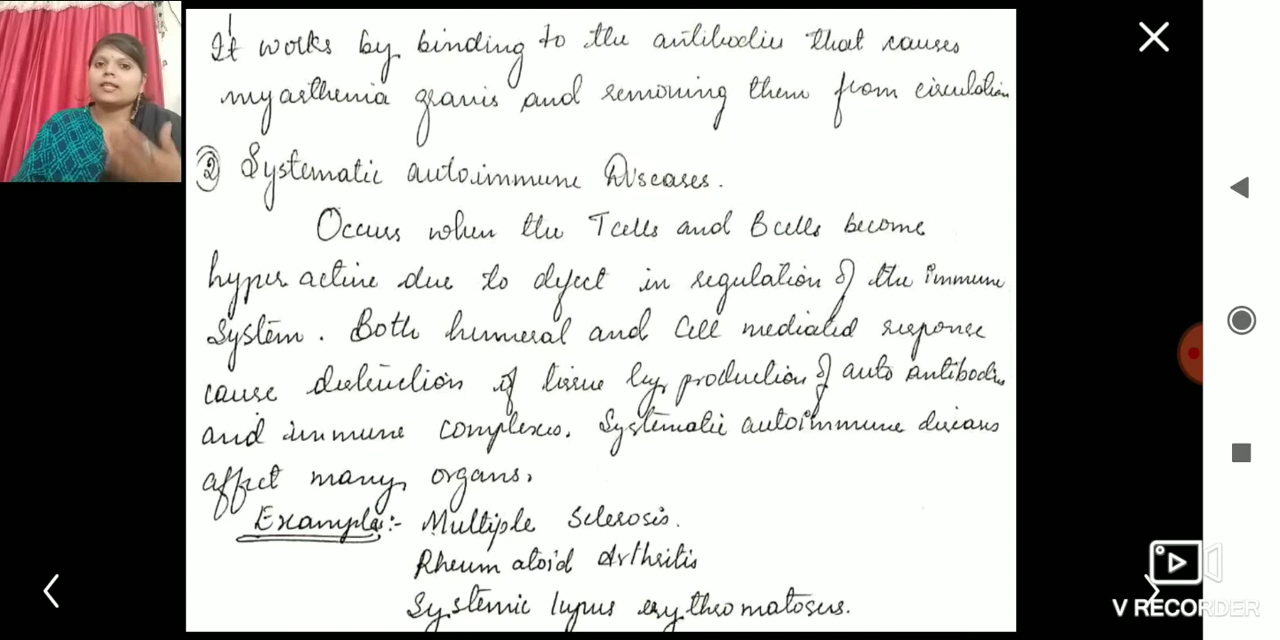 It works by binding to the antibodies that causes
myasthenia gravis and removing them from circulation
② Systematic autoimmune Diseases.
Occurs when the T cells and B cells become
hyper active due to defect in regulation of the immune
System. Both humeral and Cell mediated response
cause destruction of tissue by production of auto antibodies
and immune complexes. Systematic autoimmune diseases
affect many organs.
Examples:- Multiple Sclerosis.
Rheumatoid Arthritis
Systemic lupus erythromatosus.
V RECORDER